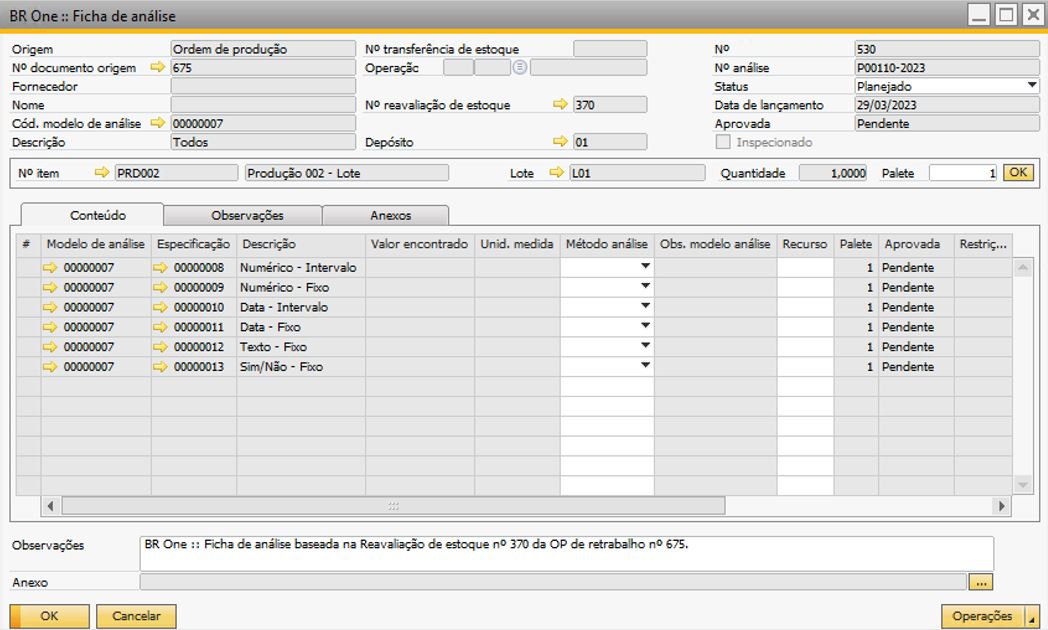 BR One :: Ficha de análise
Origem Ordem de produção Nº transferência de estoque Nº 530
Nº documento origem 675 Operação Nº análise P00110-2023
Fornecedor Status Planejado
Nome Nº reavaliação de estoque 370 Data de lançamento 29/03/2023
Cód. modelo de análise 00000007 Aprovada Pendente
Descrição Todos Depósito 01 Inspecionado
Nº item PRD002 Produção 002 - Lote Lote L01 Quantidade 1,0000 Palete 1 OK
Conteúdo Observações Anexos
# Modelo de análise Especificação Descrição Valor encontrado Unid. medida Método análise Obs. modelo análise Recurso Palete Aprovada Restriç...
00000007 00000008 Numérico - Intervalo 1 Pendente
00000007 00000009 Numérico - Fixo 1 Pendente
00000007 00000010 Data - Intervalo 1 Pendente
00000007 00000011 Data - Fixo 1 Pendente
00000007 00000012 Texto - Fixo 1 Pendente
00000007 00000013 Sim/Não - Fixo 1 Pendente
Observações BR One :: Ficha de análise baseada na Reavaliação de estoque nº 370 da OP de retrabalho nº 675.
Anexo ...
OK Cancelar Operações